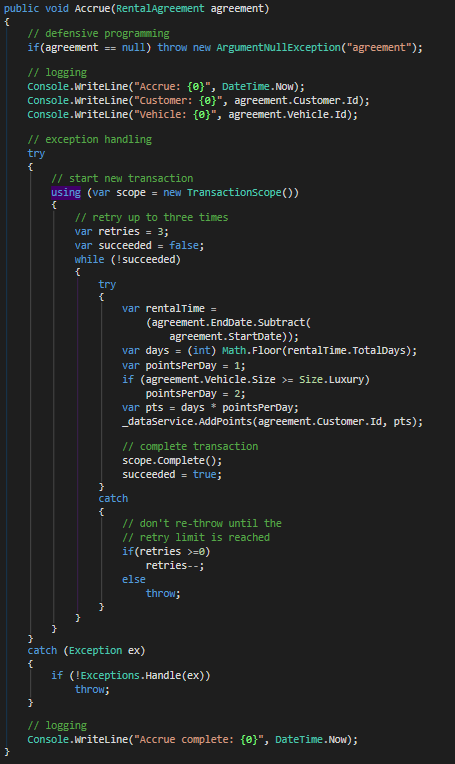 public void Accrue(RentalAgreement agreement)
{
    // defensive programming
    if(agreement == null) throw new ArgumentNullException("agreement");

    // logging
    Console.WriteLine("Accrue: {0}", DateTime.Now);
    Console.WriteLine("Customer: {0}", agreement.Customer.Id);
    Console.WriteLine("Vehicle: {0}", agreement.Vehicle.Id);

    // exception handling
    try
    {
        // start new transaction
        using (var scope = new TransactionScope())
        {
            // retry up to three times
            var retries = 3;
            var succeeded = false;
            while (!succeeded)
            {
                try
                {
                    var rentalTime =
                        (agreement.EndDate.Subtract(
                            agreement.StartDate));
                    var days = (int) Math.Floor(rentalTime.TotalDays);
                    var pointsPerDay = 1;
                    if (agreement.Vehicle.Size >= Size.Luxury)
                        pointsPerDay = 2;
                    var pts = days * pointsPerDay;
                    _dataService.AddPoints(agreement.Customer.Id, pts);

                    // complete transaction
                    scope.Complete();
                    succeeded = true;
                }
                catch
                {
                    // don't re-throw until the
                    // retry limit is reached
                    if(retries >=0)
                        retries--;
                    else
                        throw;
                }
            }
        }
    }
    catch (Exception ex)
    {
        if (!Exceptions.Handle(ex))
            throw;
    }

    // logging
    Console.WriteLine("Accrue complete: {0}", DateTime.Now);
}